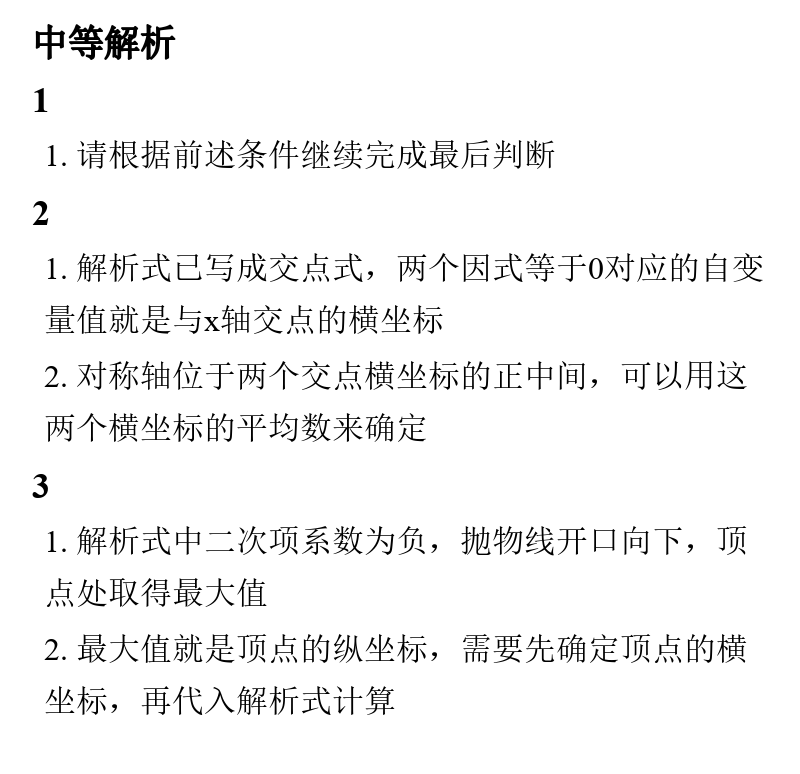 中等解析
1
1. 请根据前述条件继续完成最后判断
2
1. 解析式已写成交点式，两个因式等于0对应的自变
量值就是与x轴交点的横坐标
2. 对称轴位于两个交点横坐标的正中间，可以用这
两个横坐标的平均数来确定
3
1. 解析式中二次项系数为负，抛物线开口向下，顶
点处取得最大值
2. 最大值就是顶点的纵坐标，需要先确定顶点的横
坐标，再代入解析式计算